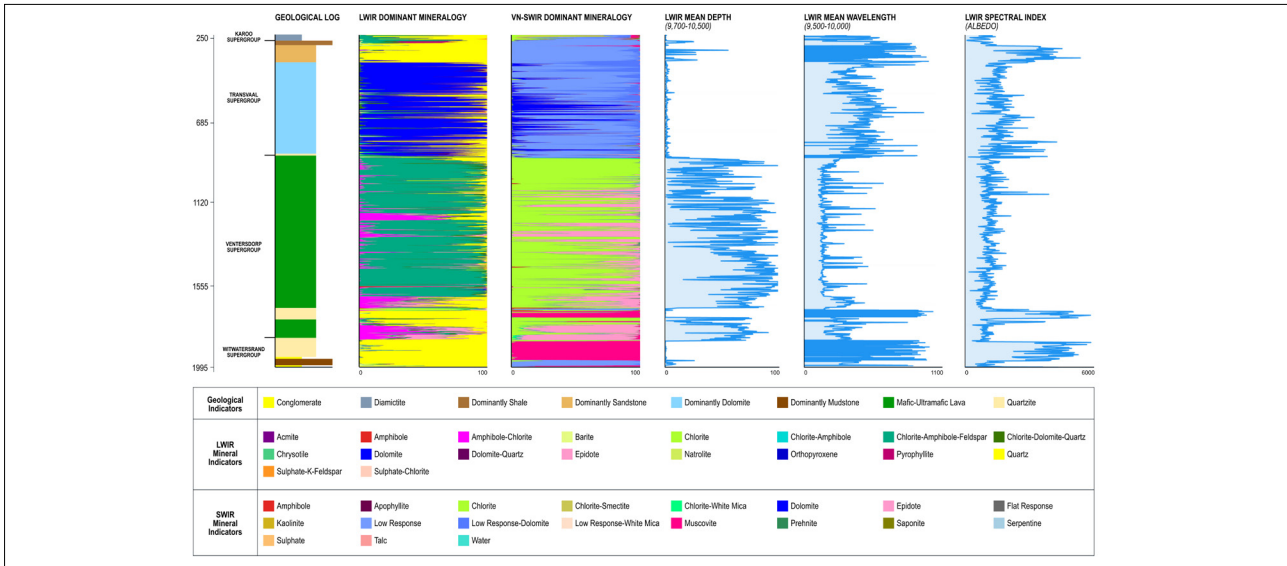 GEOLOGICAL LOG
LWIR DOMINANT MINERALOGY
VN-SWIR DOMINANT MINERALOGY
LWIR MEAN DEPTH
(9,700-10,500)
LWIR MEAN WAVELENGTH
(9,500-10,000)
LWIR SPECTRAL INDEX
(ALBEDO)
250
685
1120
1555
1995
KAROO
SUPERGROUP
TRANSVAAL
SUPERGROUP
VENTERSDORP
SUPERGROUP
WITWATERSRAND
SUPERGROUP
0 100
0 100
0 100
0 1100
0 6000
Geological
Indicators
Conglomerate
Diamictite
Dominantly Shale
Dominantly Sandstone
Dominantly Dolomite
Dominantly Mudstone
Mafic-Ultramafic Lava
Quartzite
LWIR
Mineral
Indicators
Acmite
Amphibole
Amphibole-Chlorite
Barite
Chlorite
Chlorite-Amphibole
Chlorite-Amphibole-Feldspar
Chlorite-Dolomite-Quartz
Chrysotile
Dolomite
Dolomite-Quartz
Epidote
Natrolite
Orthopyroxene
Pyrophyllite
Quartz
Sulphate-K-Feldspar
Sulphate-Chlorite
SWIR
Mineral
Indicators
Amphibole
Apophyllite
Chlorite
Chlorite-Smectite
Chlorite-White Mica
Dolomite
Epidote
Flat Response
Kaolinite
Low Response
Low Response-Dolomite
Low Response-White Mica
Muscovite
Prehnite
Saponite
Serpentine
Sulphate
Talc
Water